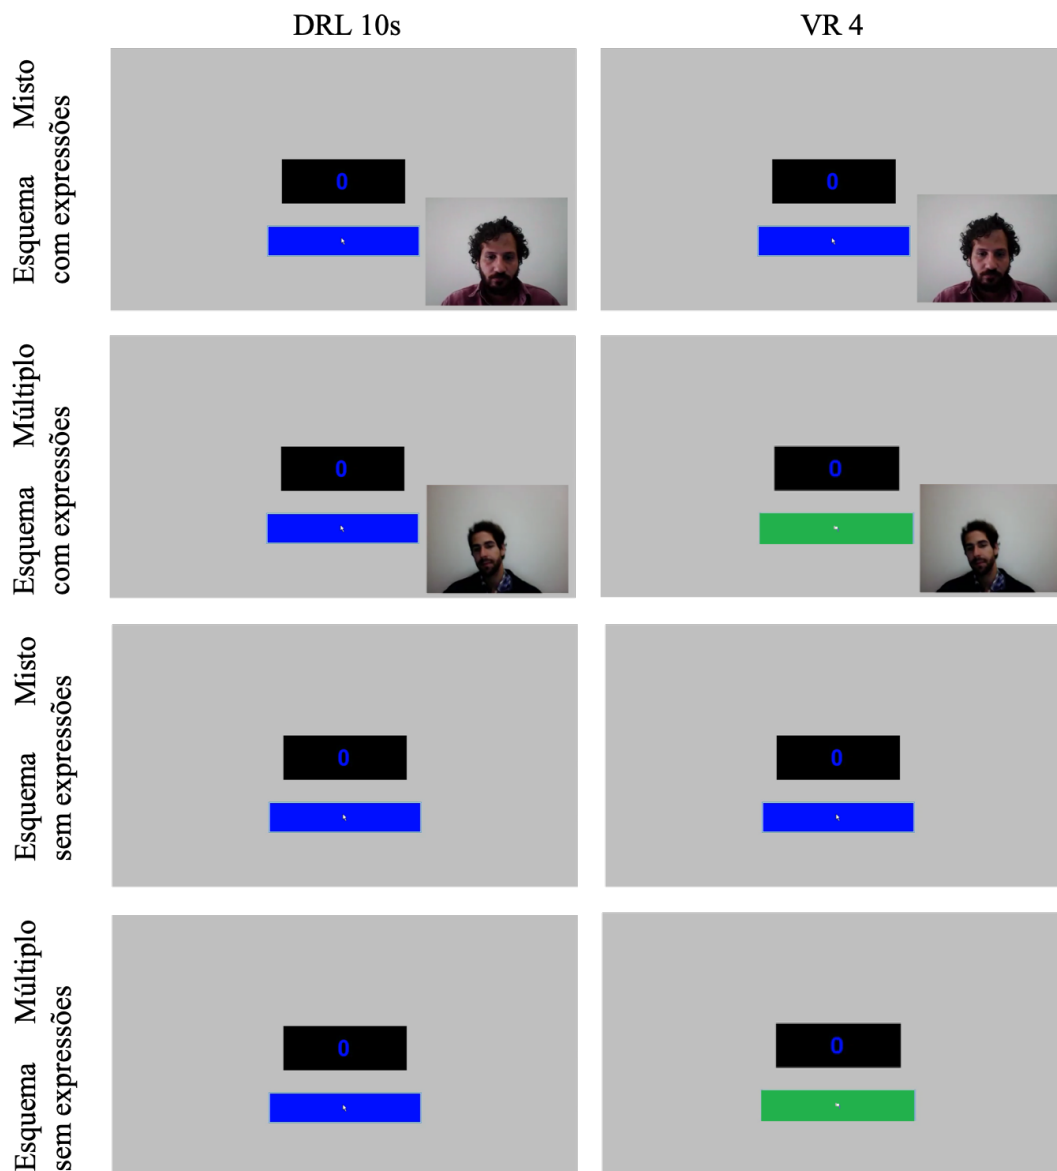 DRL 10s
VR 4
Esquema Misto
com expressões
0
0
Esquema Múltiplo
com expressões
0
0
Esquema Misto
sem expressões
0
0
Esquema Múltiplo
sem expressões
0
0